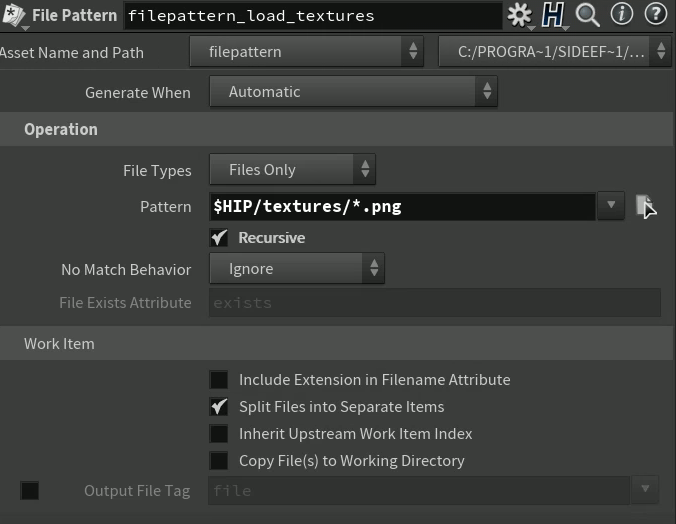 File Pattern filepattern_load_textures
Asset Name and Path filepattern C:/PROGRA~1/SIDEEF~1/...
Generate When Automatic
Operation
File Types Files Only
Pattern $HIP/textures/*.png
Recursive
No Match Behavior Ignore
File Exists Attribute exists
Work Item
Include Extension in Filename Attribute
Split Files into Separate Items
Inherit Upstream Work Item Index
Copy File(s) to Working Directory
Output File Tag file